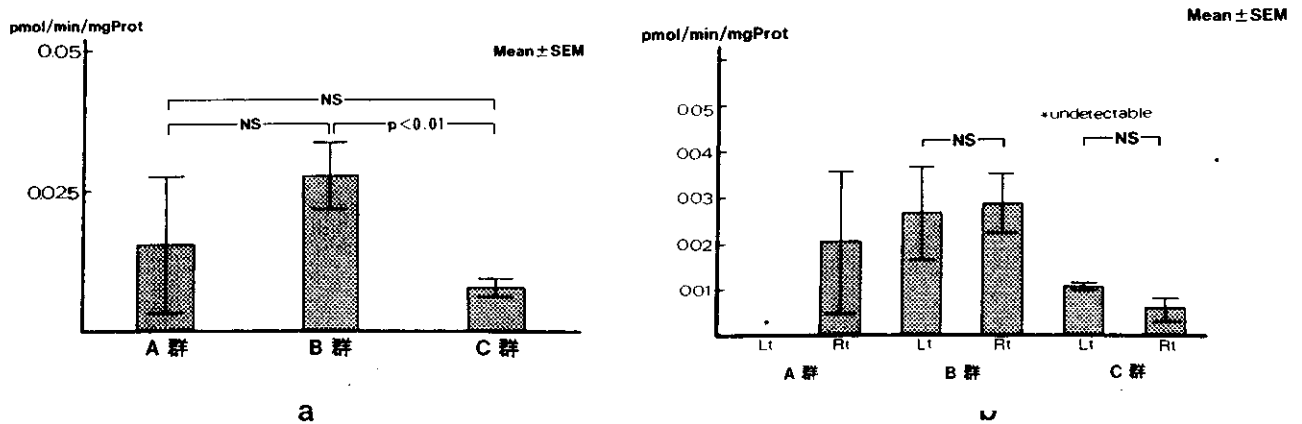 pmol/min/mgProt
Mean±SEM
0.05
NS
NS
p<0.01
0.025
A 群
B 群
C 群
a
Mean±SEM
pmol/min/mgProt
005
*undetectable
NS
NS
004
003
002
001
*
Lt
Rt
Lt
Rt
Lt
Rt
A 群
B 群
C 群